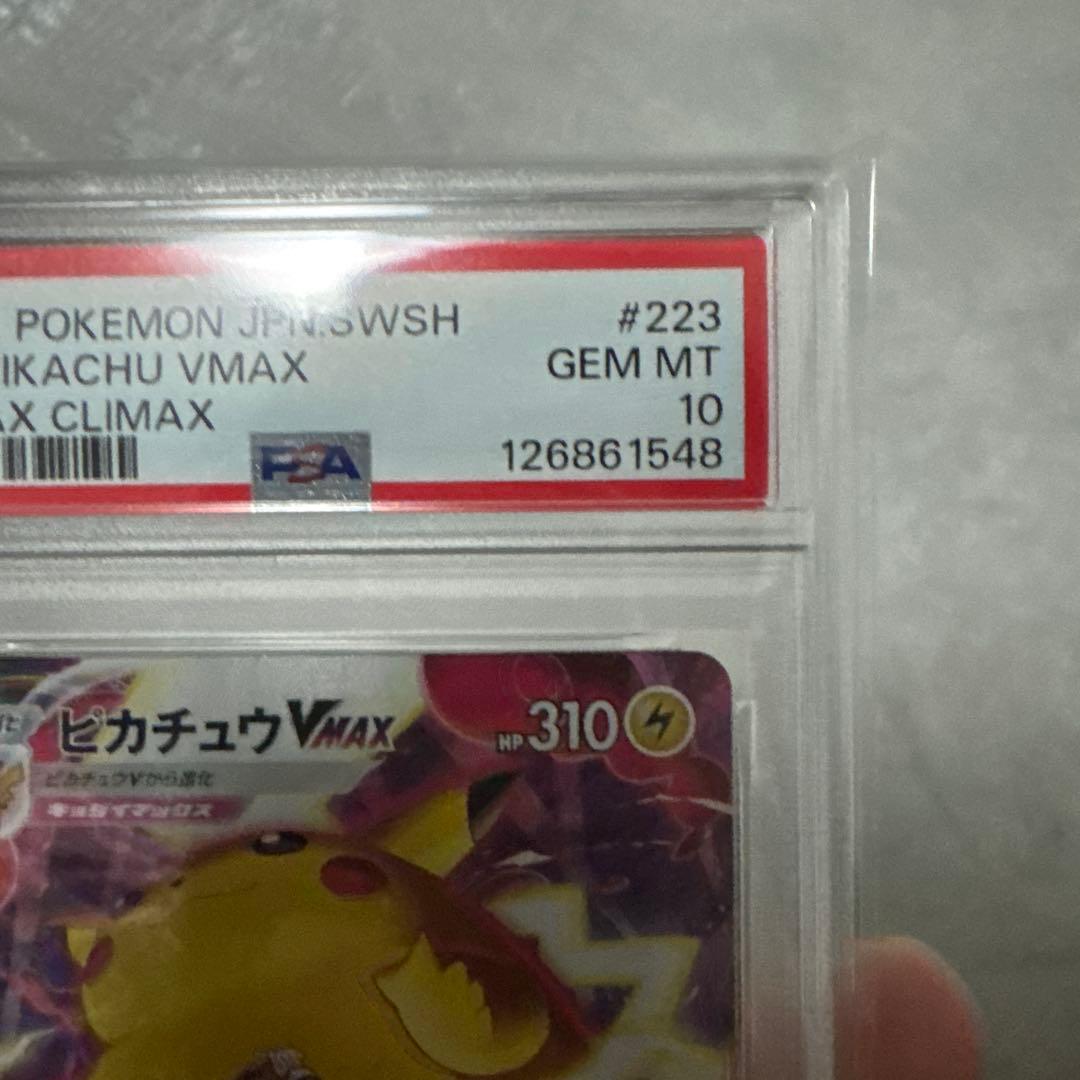 POKEMON JPN.SWSH #223
IKACHU VMAX GEM MT
AX CLIMAX 10
PSA 126861548
ピカチュウVMAX HP310
ピカチュウVから進化
キョダイマックス